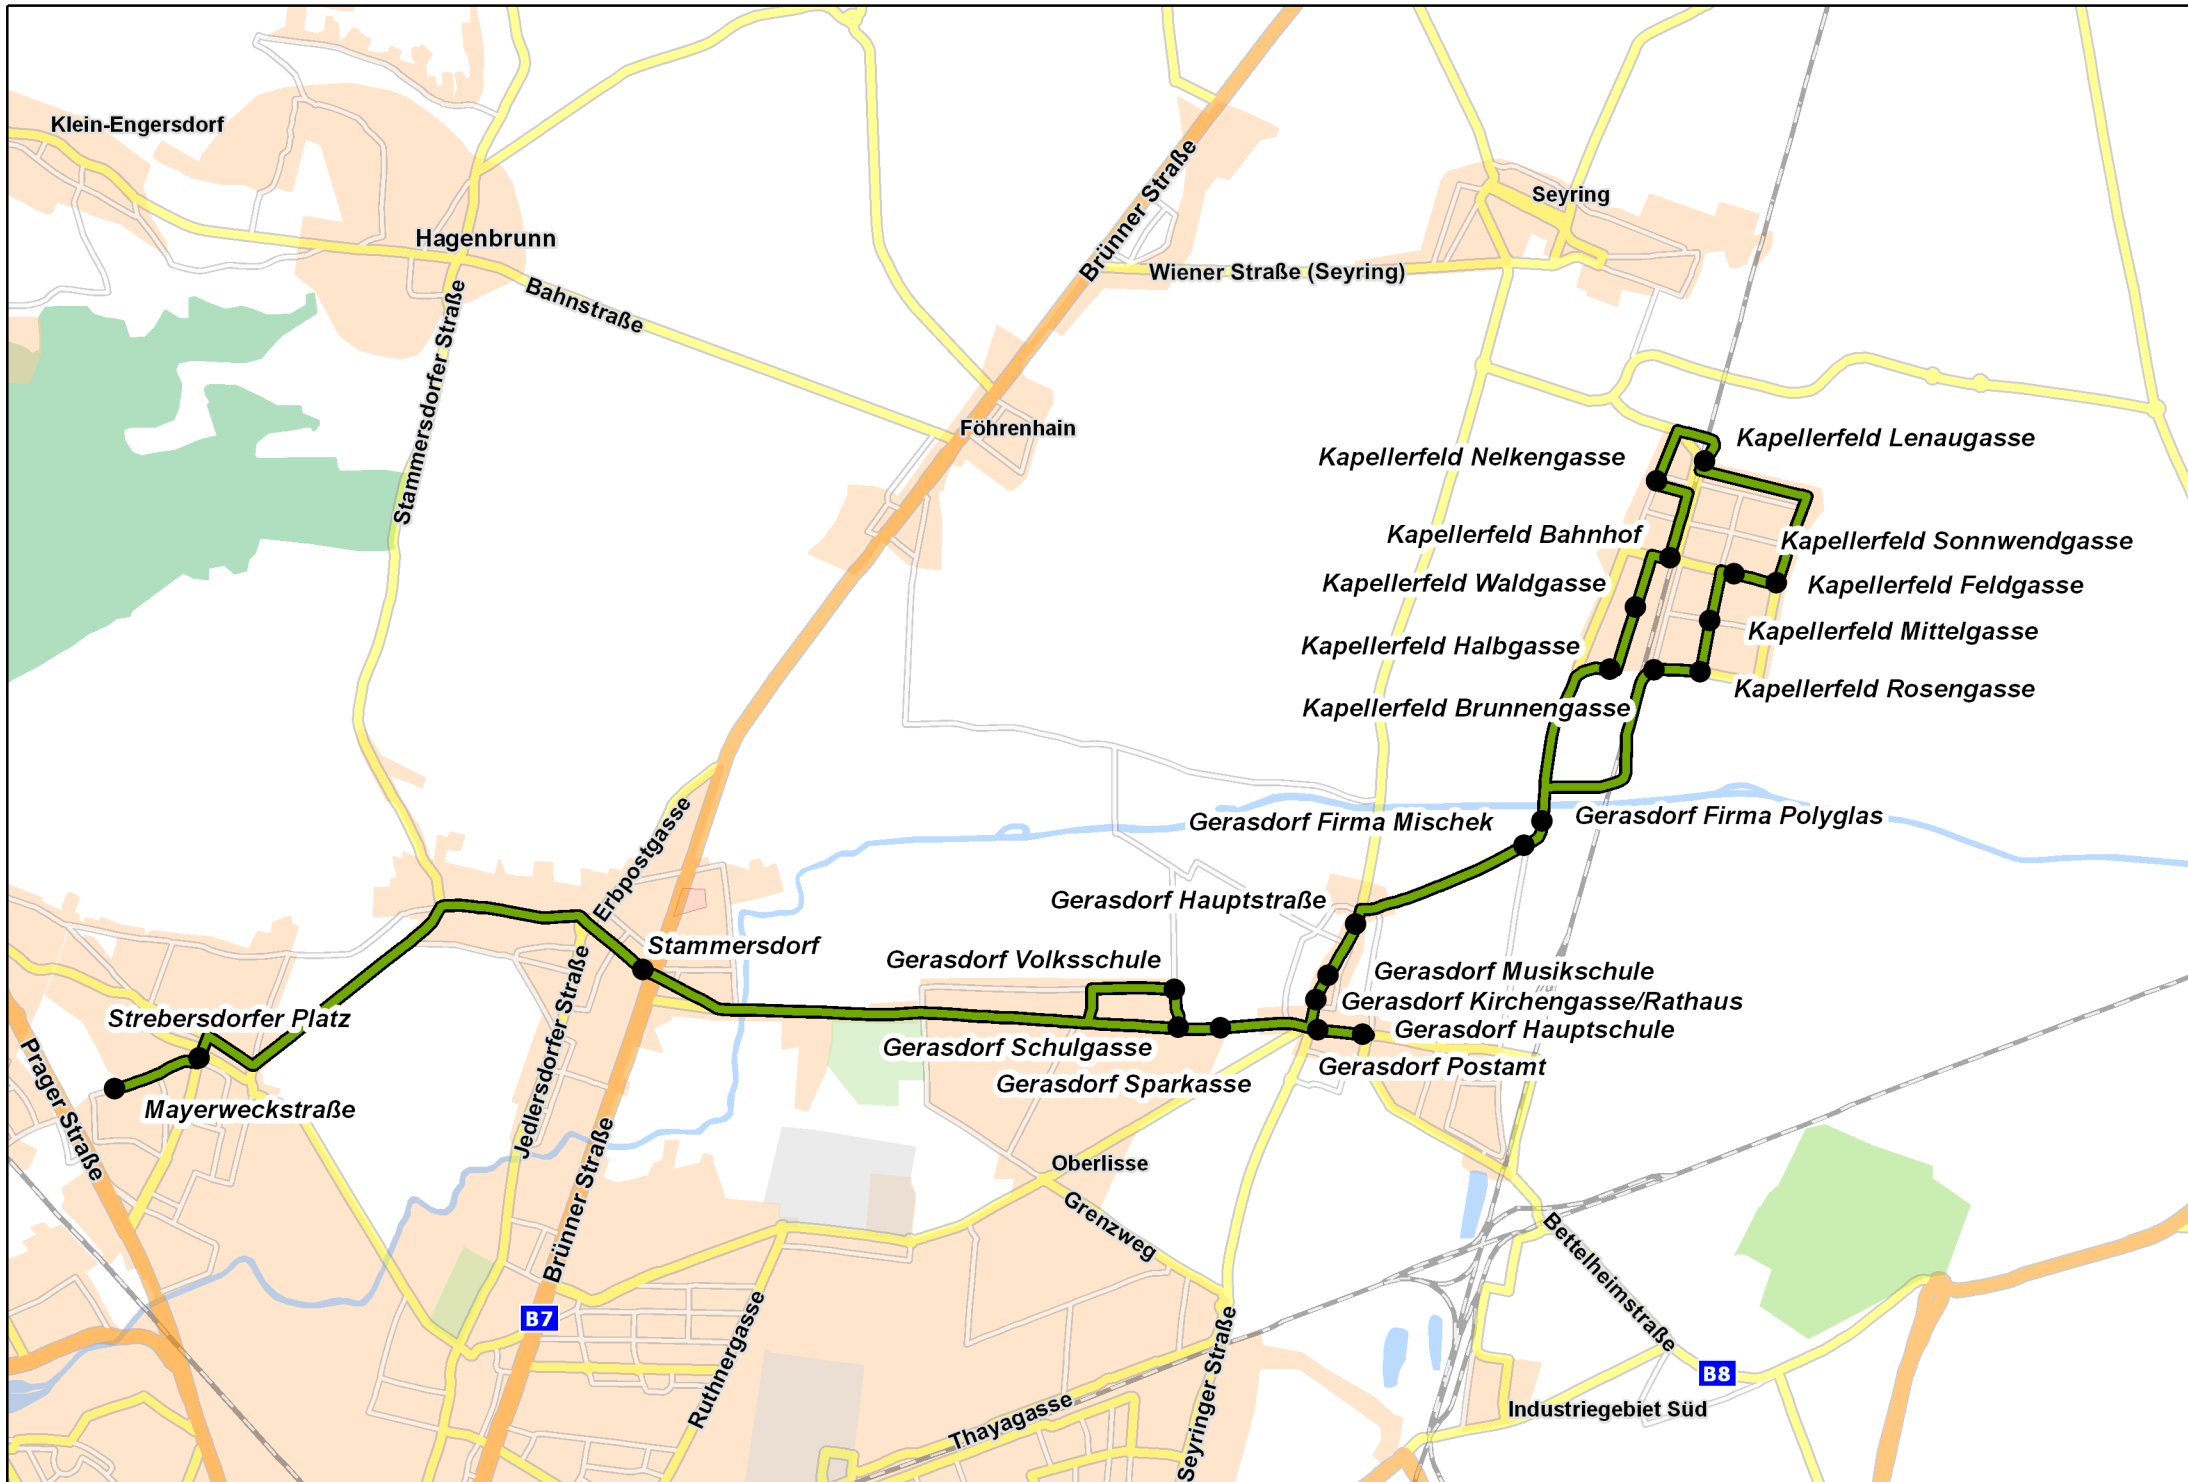 Klein-Engersdorf
Hagenbrunn
Bahnstraße
Stammersdorfer Straße
Brünner Straße
Wiener Straße (Seyring)
Seyring
Föhrenhain
Kapellerfeld Lenaugasse
Kapellerfeld Nelkengasse
Kapellerfeld Bahnhof
Kapellerfeld Sonnwendgasse
Kapellerfeld Waldgasse
Kapellerfeld Feldgasse
Kapellerfeld Mittelgasse
Kapellerfeld Halbgasse
Kapellerfeld Rosengasse
Kapellerfeld Brunnengasse
Gerasdorf Firma Mischek
Gerasdorf Firma Polyglas
Erbpostgasse
Gerasdorf Hauptstraße
Stammersdorf
Gerasdorf Volksschule
Gerasdorf Musikschule
Gerasdorf Kirchengasse/Rathaus
Gerasdorf Hauptschule
Strebersdorfer Platz
Gerasdorf Schulgasse
Gerasdorf Postamt
Gerasdorf Sparkasse
Mayerweckstraße
Prager Straße
Jedlersdorfer Straße
Brünner Straße
Oberlisse
Grenzweg
Bettelheimstraße
B7
Ruthnergasse
Seyringer Straße
B8
Thayagasse
Industriegebiet Süd